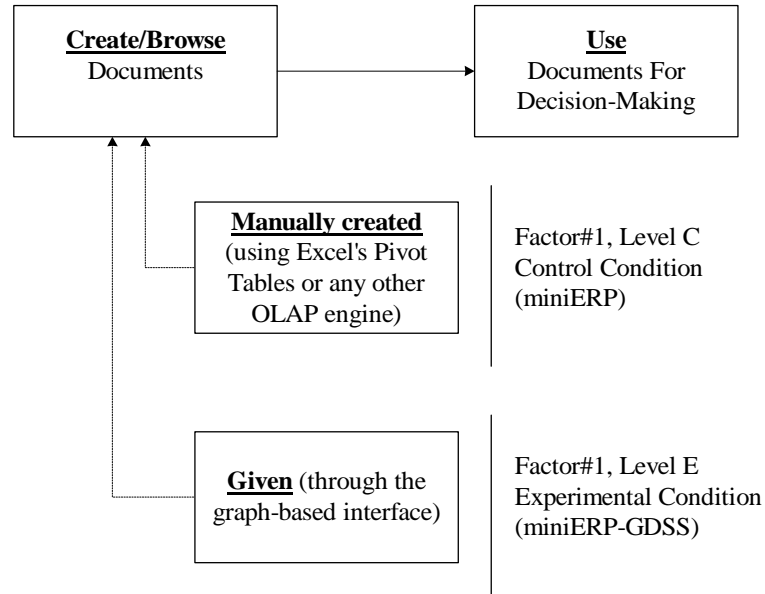 Create/Browse
Documents
Use
Documents For
Decision-Making
Manually created
(using Excel's Pivot
Tables or any other
OLAP engine)
Factor#1, Level C
Control Condition
(miniERP)
Given (through the
graph-based interface)
Factor#1, Level E
Experimental Condition
(miniERP-GDSS)